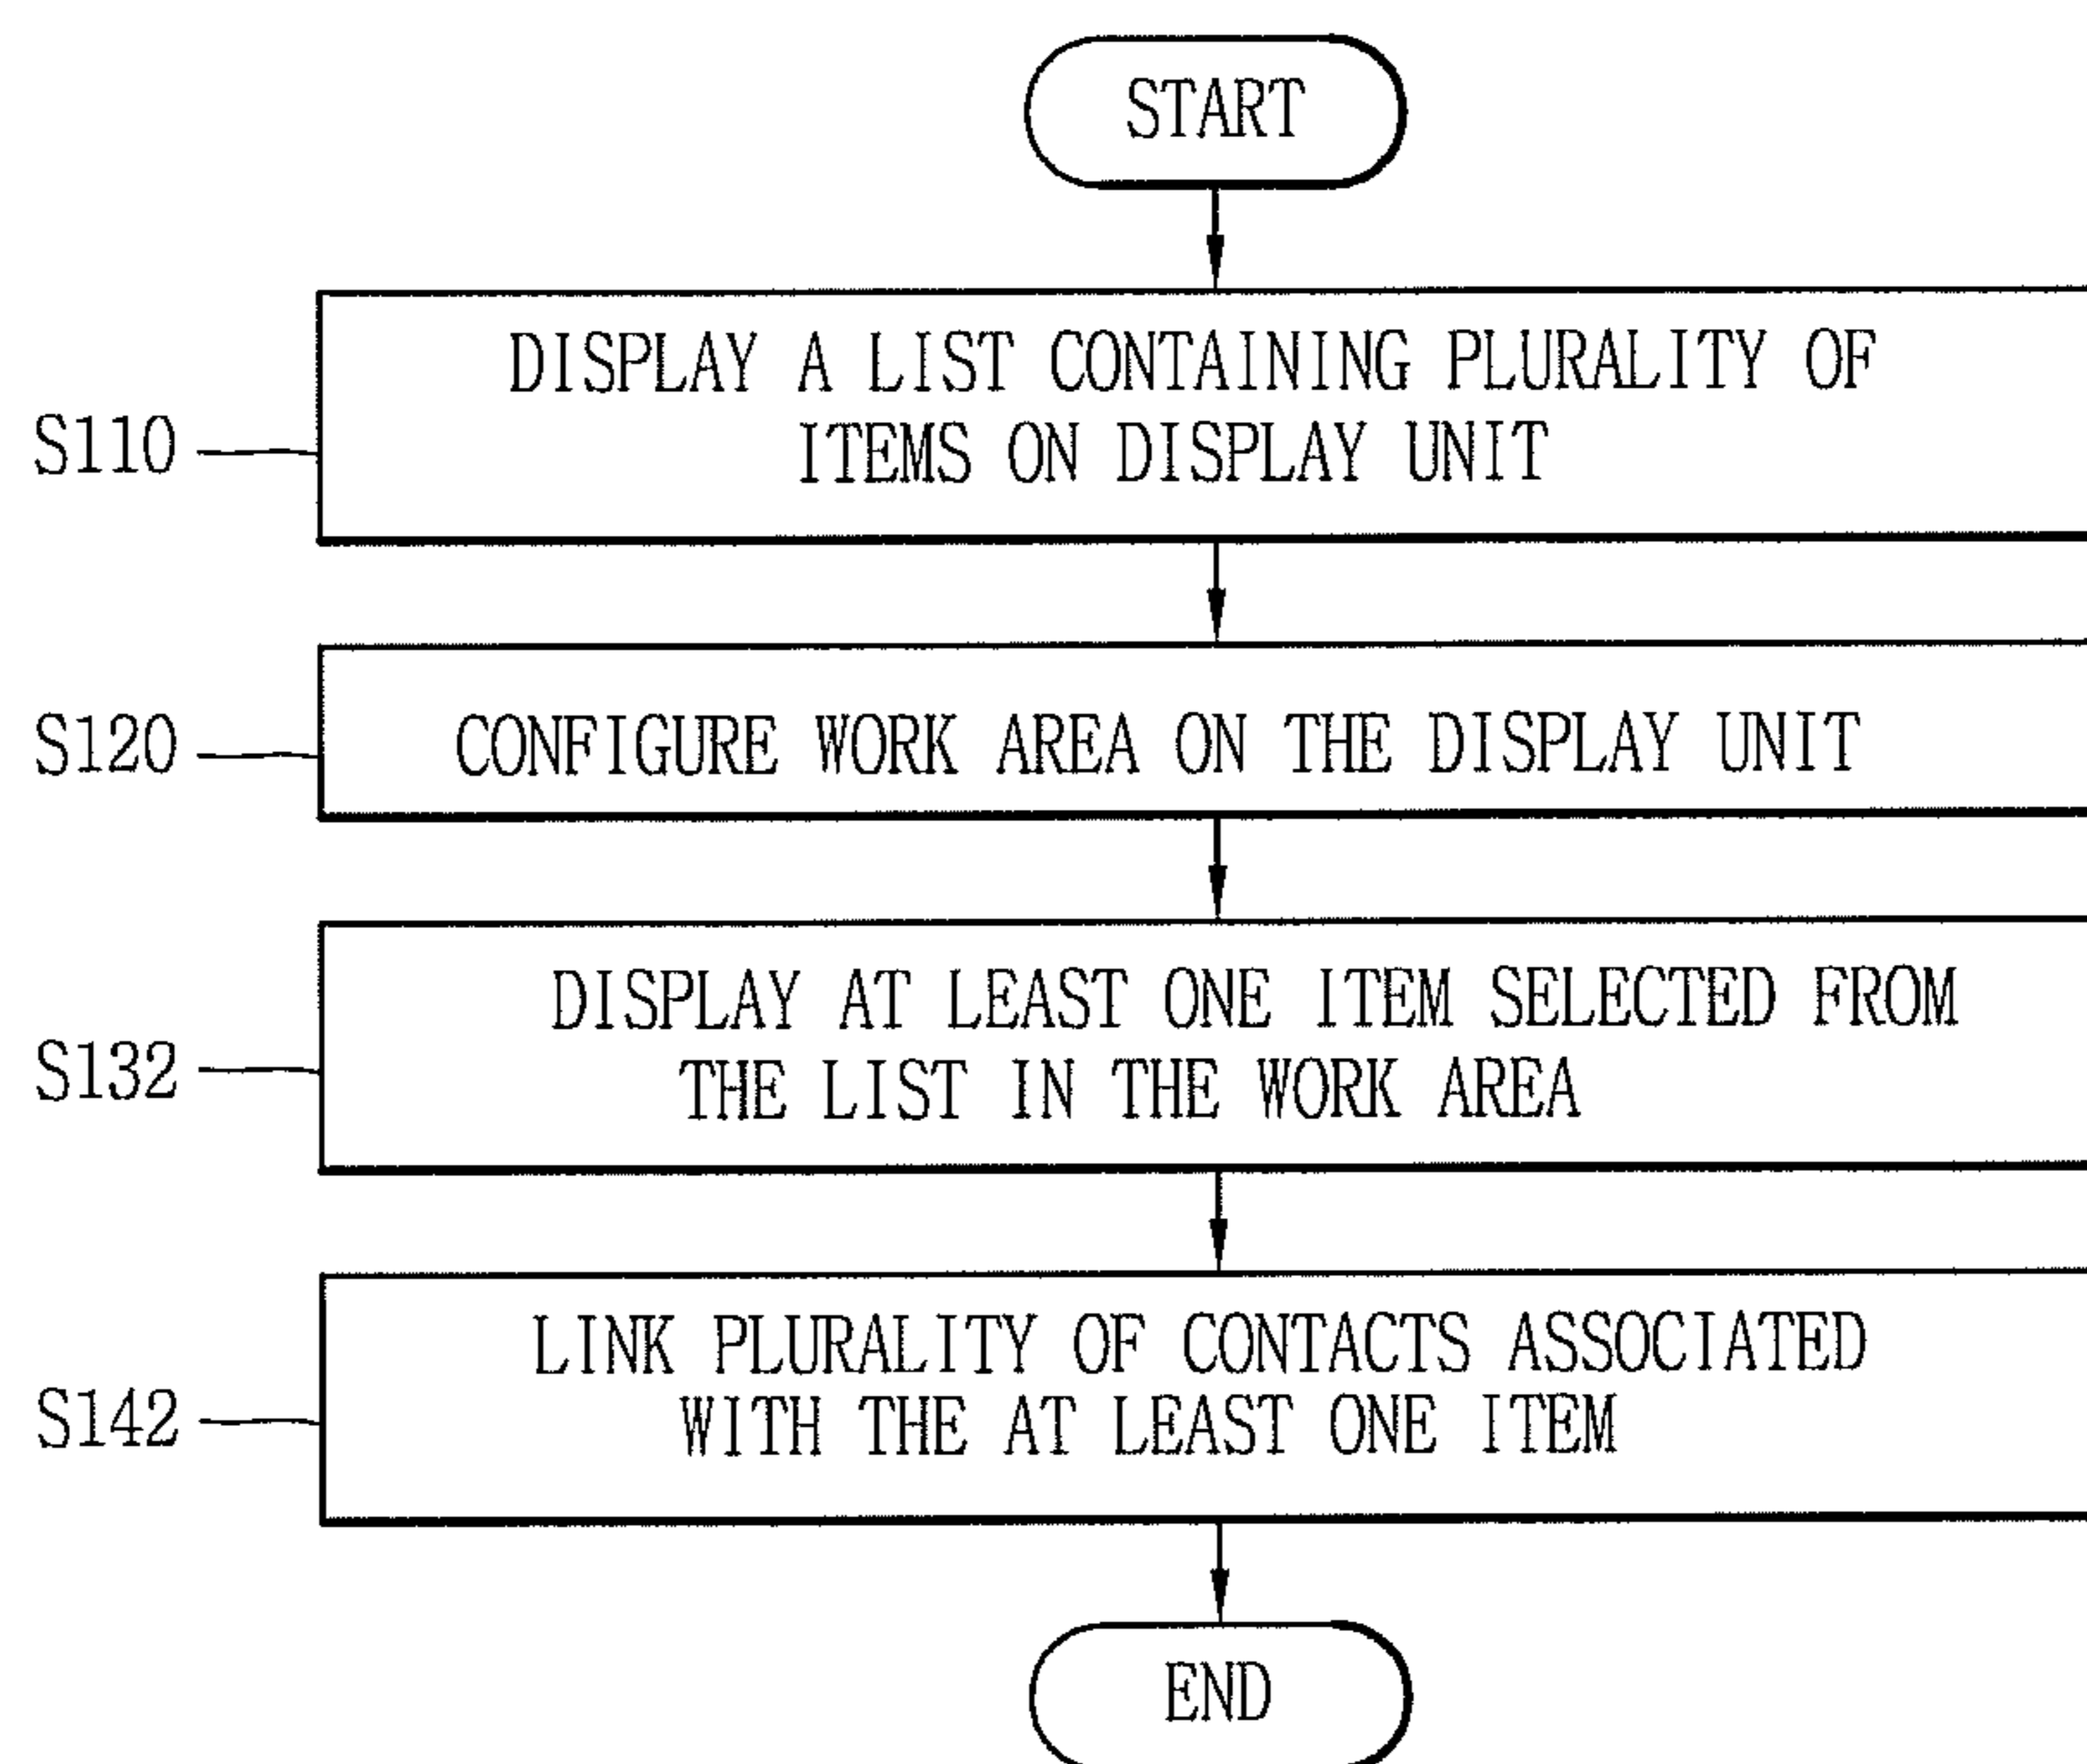 START
DISPLAY A LIST CONTAINING PLURALITY OF
ITEMS ON DISPLAY UNIT
S110
CONFIGURE WORK AREA ON THE DISPLAY UNIT
S120
DISPLAY AT LEAST ONE ITEM SELECTED FROM
THE LIST IN THE WORK AREA
S132
LINK PLURALITY OF CONTACTS ASSOCIATED
WITH THE AT LEAST ONE ITEM
S142
END